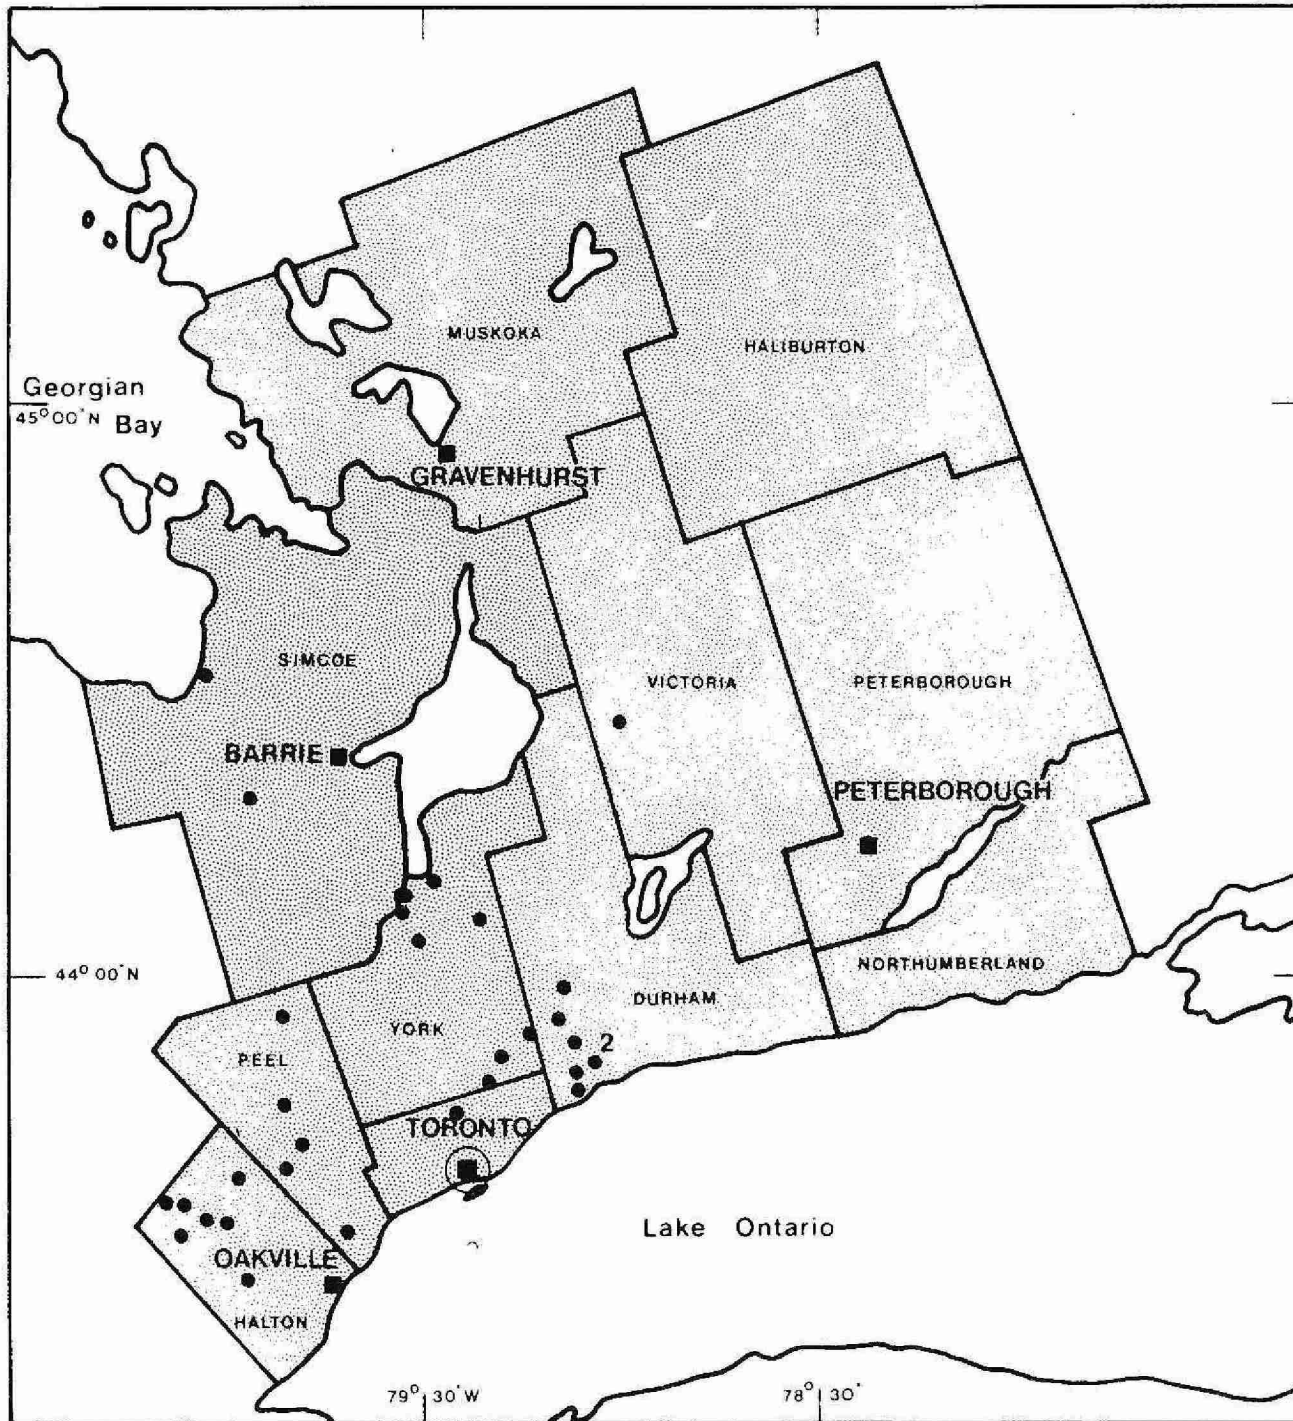 MUSKOKA
HALIBURTON
Georgian
45°00'N Bay
GRAVENHURST
SIMCOE
VICTORIA
PETERBOROUGH
BARRIE
PETERBOROUGH
44°00'N
NORTHUMBERLAND
DURHAM
YORK
2
PEEL
TORONTO
Lake Ontario
OAKVILLE
HALTON
79°30'W
78°30'